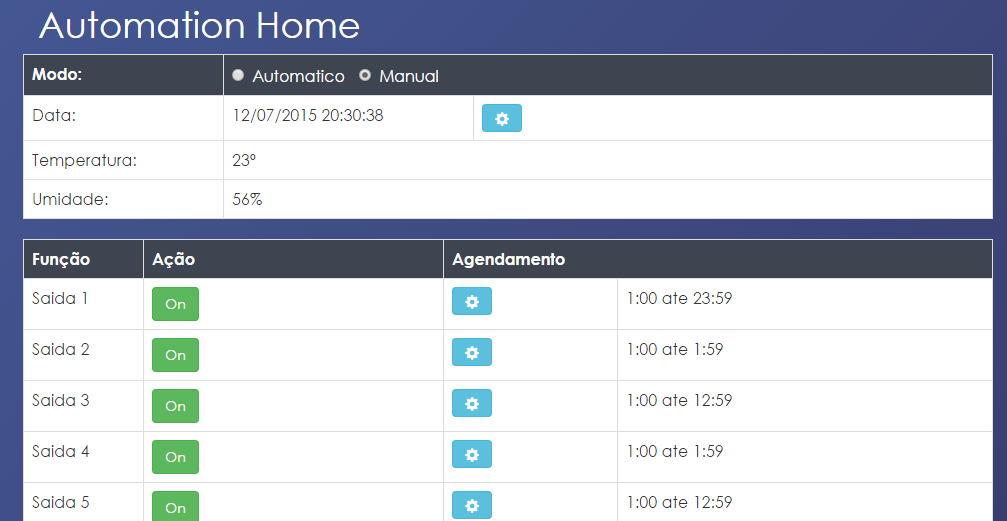 Automation Home
Modo: Automatico Manual
Data: 12/07/2015 20:30:38
Temperatura: 23º
Umidade: 56%
Função Ação Agendamento
Saida 1 On 1:00 ate 23:59
Saida 2 On 1:00 ate 1:59
Saida 3 On 1:00 ate 12:59
Saida 4 On 1:00 ate 1:59
Saida 5 On 1:00 ate 12:59